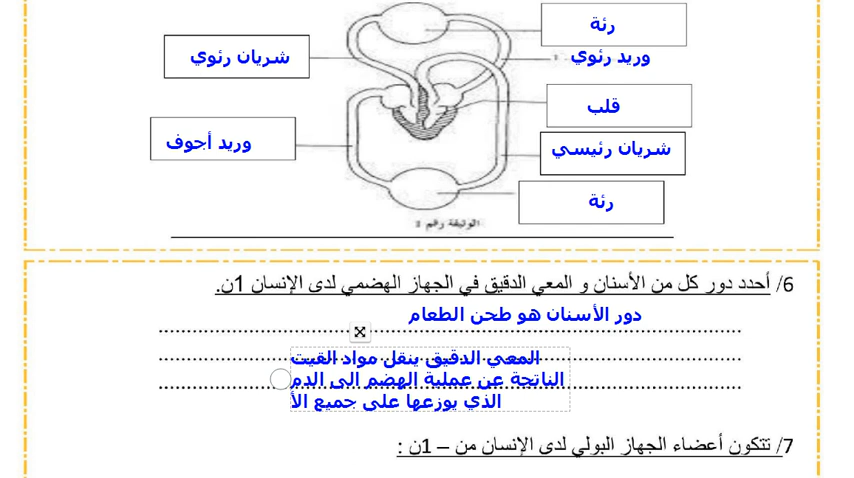 رئة
وريد رئوي
شريان رئوي
قلب
وريد أجوف
شريان رئيسي
رئة
الوثيقة رقم
6/ أحدد دور كل من الأسنان و المعي الدقيق في الجهاز الهضمي لدى الإنسان 1ن.
دور الأسنان هو طحن الطعام
المعي الدقيق ينقل مواد القيت
الناتجة عن عملية الهضم الى الدم
الذي يوزعها على جميع الأ
7/ تتكون أعضاء الجهاز البولي لدى الإنسان من – 1ن :